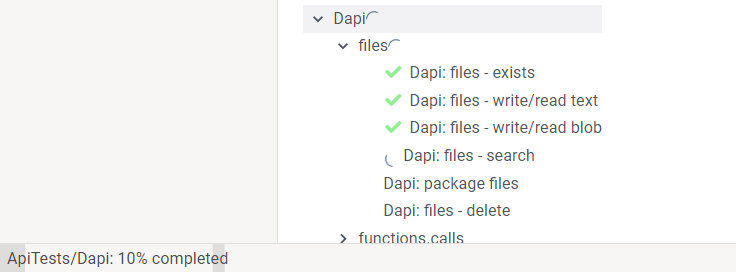 Dapi
files
Dapi: files - exists
Dapi: files - write/read text
Dapi: files - write/read blob
Dapi: files - search
Dapi: package files
Dapi: files - delete
functions.calls
ApiTests/Dapi: 10% completed